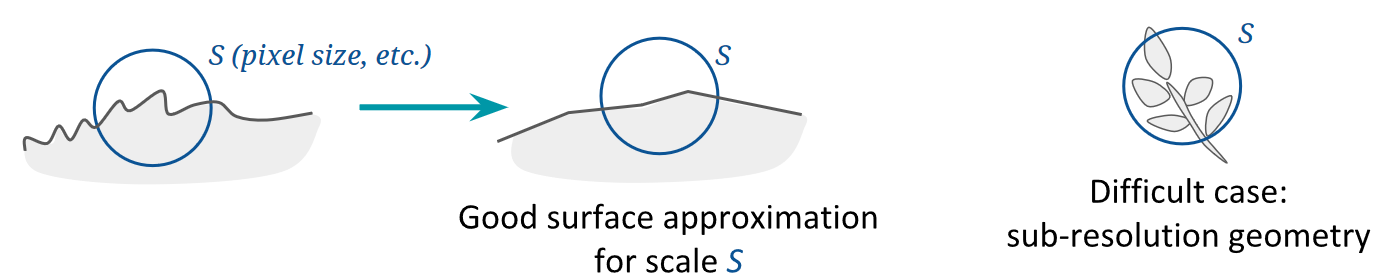 S (pixel size, etc.)
S
Good surface approximation
for scale S
S
Difficult case:
sub-resolution geometry